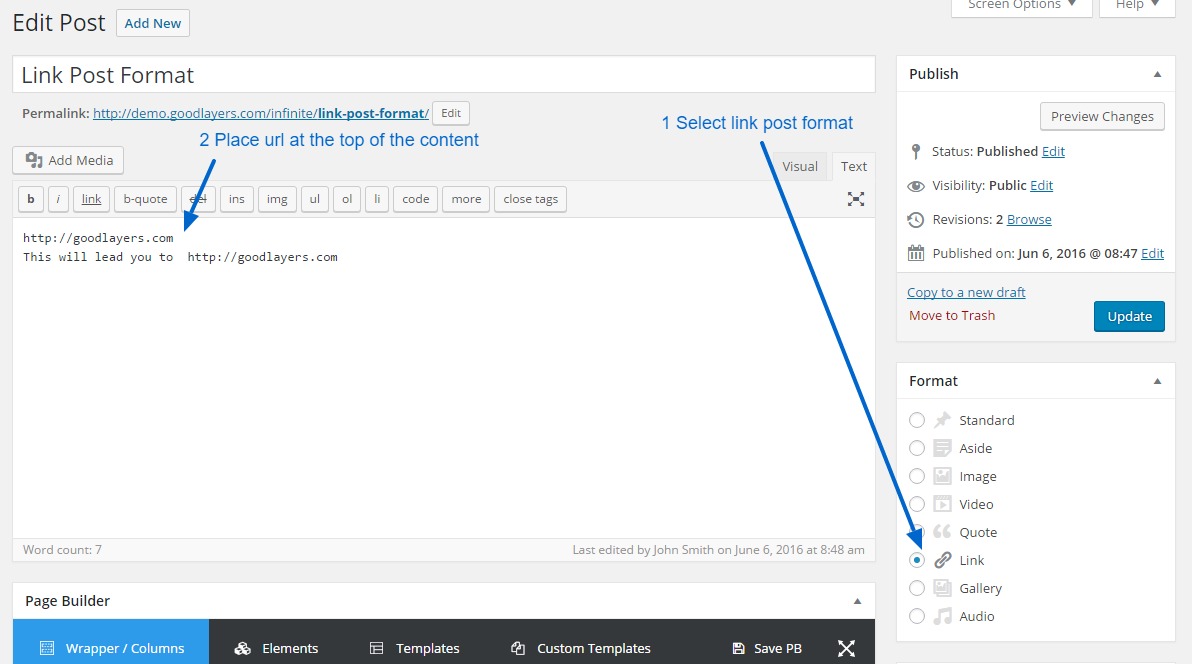 Edit Post Add New
Screen Options Help
Link Post Format
Permalink: http://demo.goodlayers.com/infinite/link-post-format/ Edit
2 Place url at the top of the content
1 Select link post format
Add Media
Visual Text
b i link b-quote del ins img ul ol li code more close tags
http://goodlayers.com
This will lead you to http://goodlayers.com
Word count: 7
Last edited by John Smith on June 6, 2016 at 8:48 am
Page Builder
Wrapper / Columns Elements Templates Custom Templates Save PB
Publish
Preview Changes
Status: Published Edit
Visibility: Public Edit
Revisions: 2 Browse
Published on: Jun 6, 2016 @ 08:47 Edit
Copy to a new draft
Move to Trash
Update
Format
Standard
Aside
Image
Video
Quote
Link
Gallery
Audio